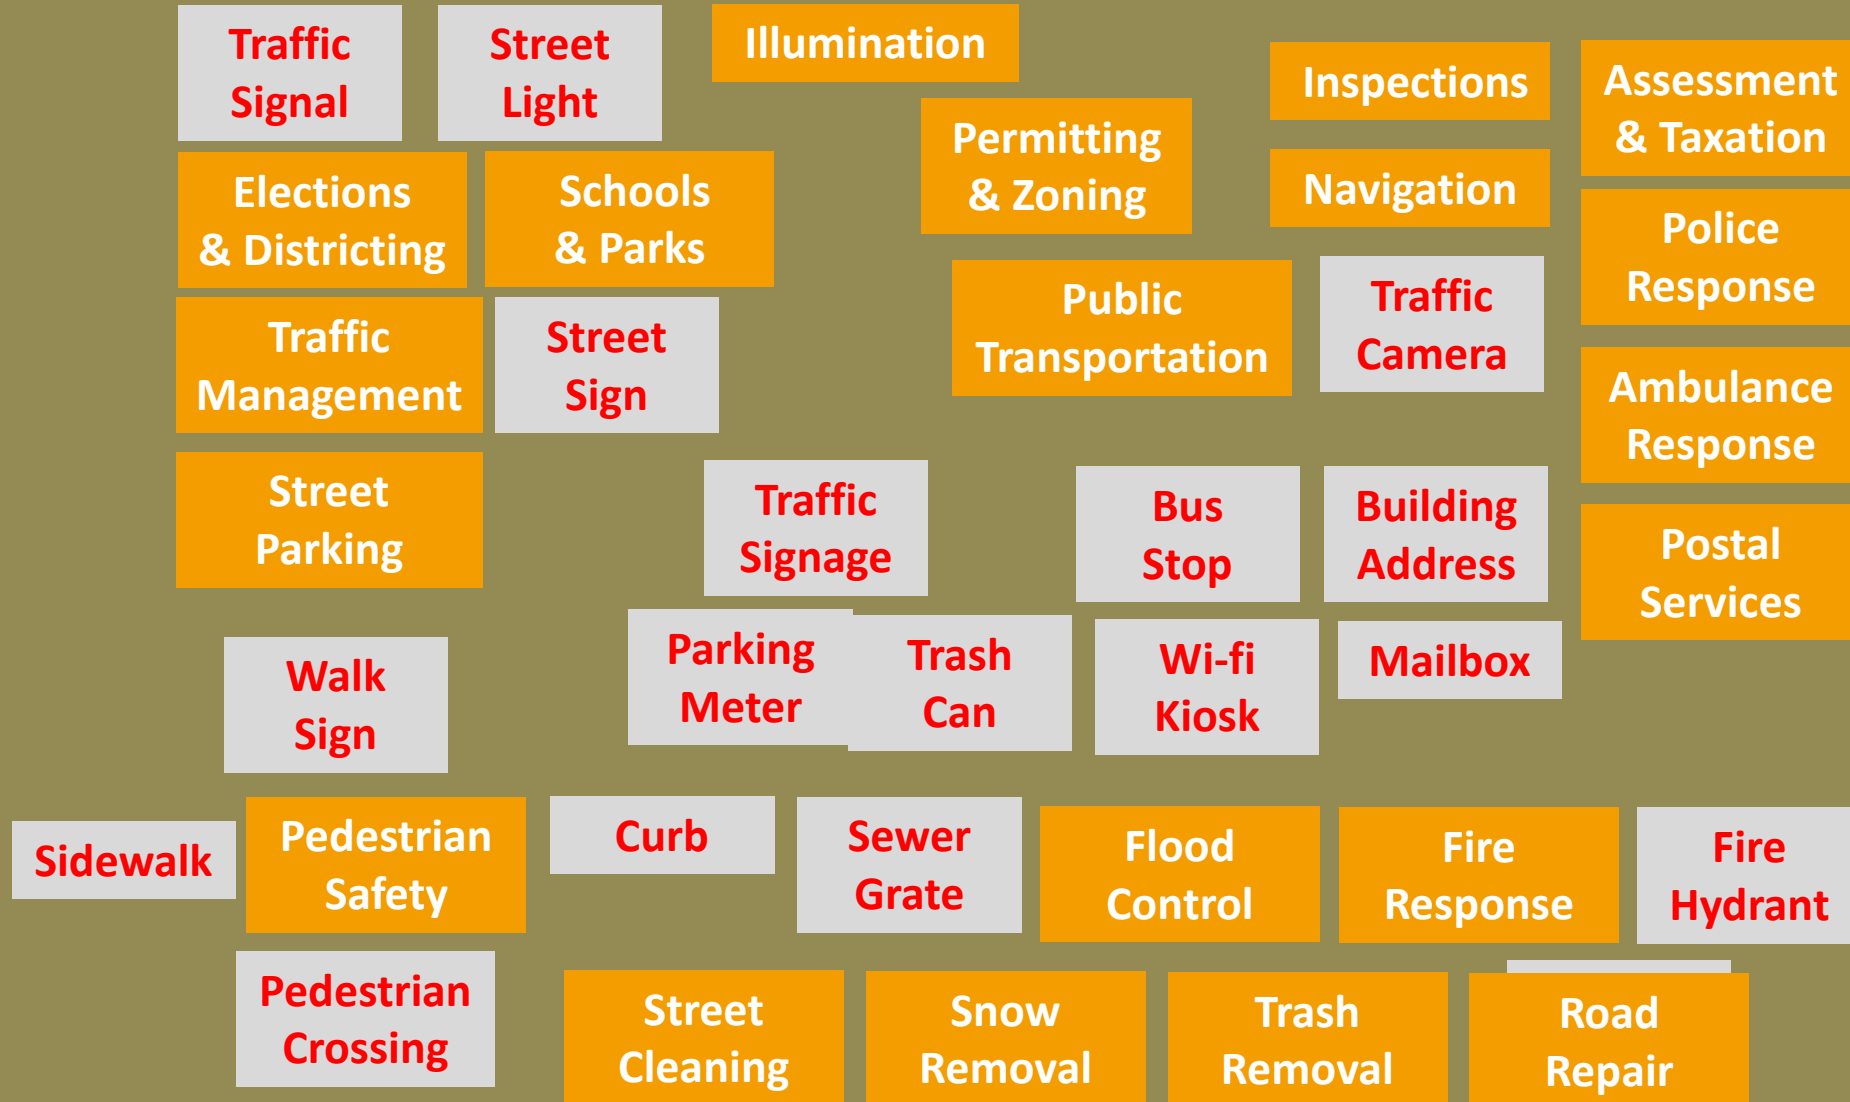 Traffic
Signal
Street
Light
Illumination
Inspections
Assessment
& Taxation
Permitting
& Zoning
Elections
& Districting
Schools
& Parks
Navigation
Police
Response
Traffic
Management
Street
Sign
Public
Transportation
Traffic
Camera
Ambulance
Response
Street
Parking
Traffic
Signage
Bus
Stop
Building
Address
Postal
Services
Walk
Sign
Parking
Meter
Trash
Can
Wi-fi
Kiosk
Mailbox
Sidewalk
Pedestrian
Safety
Curb
Sewer
Grate
Flood
Control
Fire
Response
Fire
Hydrant
Pedestrian
Crossing
Street
Cleaning
Snow
Removal
Trash
Removal
Road
Repair